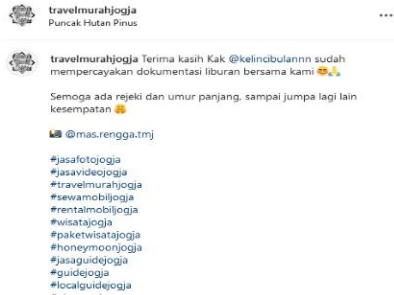 travelmurahjogja
Puncak Hutan Pinus
travelmurahjogja Terima kasih Kak @kelincibulannn sudah
mempercayakan dokumentasi liburan bersama kami 😊🙏
Semoga ada rejeki dan umur panjang, sampai jumpa lagi lain
kesempatan 🤗
📸 @mas.rengga.tmj
#jasafotojogja
#jasavideojogja
#travelmurahjogja
#sewamobiljogja
#rentalmobiljogja
#wisatajogja
#paketwisatajogja
#honeymoonjogja
#jasaguidejogja
#guidejogja
#localguidejogja